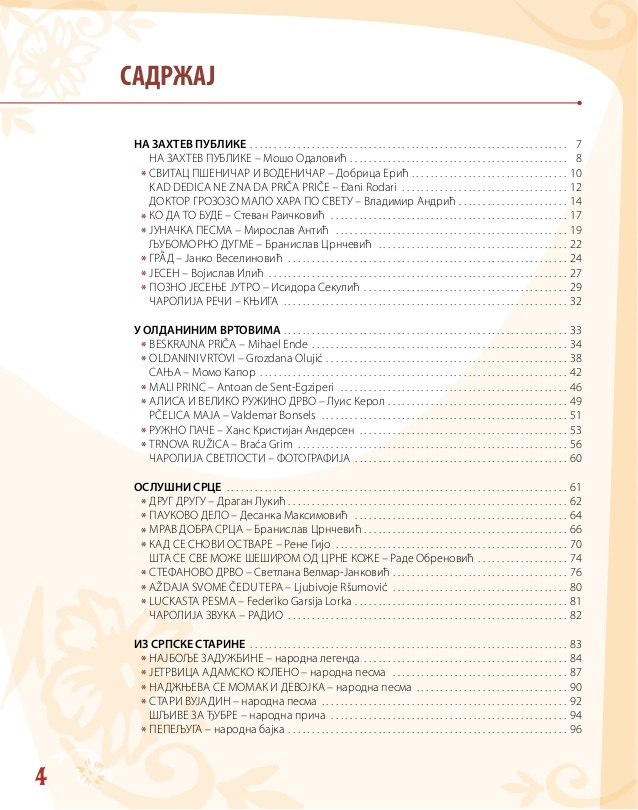 САДРЖАЈ
НА ЗАХТЕВ ПУБЛИКЕ 7
НА ЗАХТЕВ ПУБЛИКЕ – Мошо Одаловић 8
* СВИТАЦ ПШЕНИЧАР И ВОДЕНИЧАР – Добрица Ерић 10
KAD DEDICA NE ZNA DA PRIČA PRIČE – Đani Rodari 12
ДОКТОР ГРОЗОЗО МАЛО ХАРА ПО СВЕТУ – Владимир Андрић 14
* КО ДА ТО БУДЕ – Стеван Раичковић 17
* ЈУНАЧКА ПЕСМА – Мирослав Антић 19
ЉУБОМОРНО ДУГМЕ – Бранислав Црнчевић 22
* ГРА̏Д – Јанко Веселиновић 24
* ЈЕСЕН – Војислав Илић 27
* ПОЗНО ЈЕСЕЊЕ ЈУТРО – Исидора Секулић 29
ЧАРОЛИЈА РЕЧИ – КЊИГА 32
У ОЛДАНИНИМ ВРТОВИМА 33
* BESKRAJNA PRIČA – Mihael Ende 34
* OLDANINI VRTOVI – Grozdana Olujić 38
САЊА – Момо Капор 42
* MALI PRINC – Antoan de Sent-Egziperi 46
* АЛИСА И ВЕЛИКО РУЖИНО ДРВО – Луис Керол 49
PČELICA MAJA – Valdemar Bonsels 51
* РУЖНО ПАЧЕ – Ханс Кристијан Андерсен 53
* TRNOVA RUŽICA – Braća Grim 56
ЧАРОЛИЈА СВЕТЛОСТИ – ФОТОГРАФИЈА 60
ОСЛУШНИ СРЦЕ 61
* ДРУГ ДРУГУ – Драган Лукић 62
* ПАУКОВО ДЕЛО – Десанка Максимовић 64
* МРАВ ДОБРА СРЦА – Бранислав Црнчевић 66
* КАД СЕ СНОВИ ОСТВАРЕ – Рене Гијо 70
ШТА СЕ СВЕ МОЖЕ ШЕШИРОМ ОД ЦРНЕ КОЖЕ – Раде Обреновић 74
* СТЕФАНОВО ДРВО – Светлана Велмар-Јанковић 76
* AŽDAJA SVOME ČEDU TEPA – Ljubivoje Ršumović 80
* LUCKASTA PESMA – Federiko Garsija Lorka 81
ЧАРОЛИЈА ЗВУКА – РАДИО 82
ИЗ СРПСКЕ СТАРИНЕ 83
* НАЈБОЉЕ ЗАДУЖБИНЕ – народна легенда 84
* ЈЕТРВИЦА АДАМСКО КОЛЕНО – народна песма 87
* НАДЖЊЕВА СЕ МОМАК И ДЕВОЈКА – народна песма 90
* СТАРИ ВУЈАДИН – народна песма 92
ШЉИВЕ ЗА ЂУБРЕ – народна прича 94
* ПЕПЕЉУГА – народна бајка 96
4